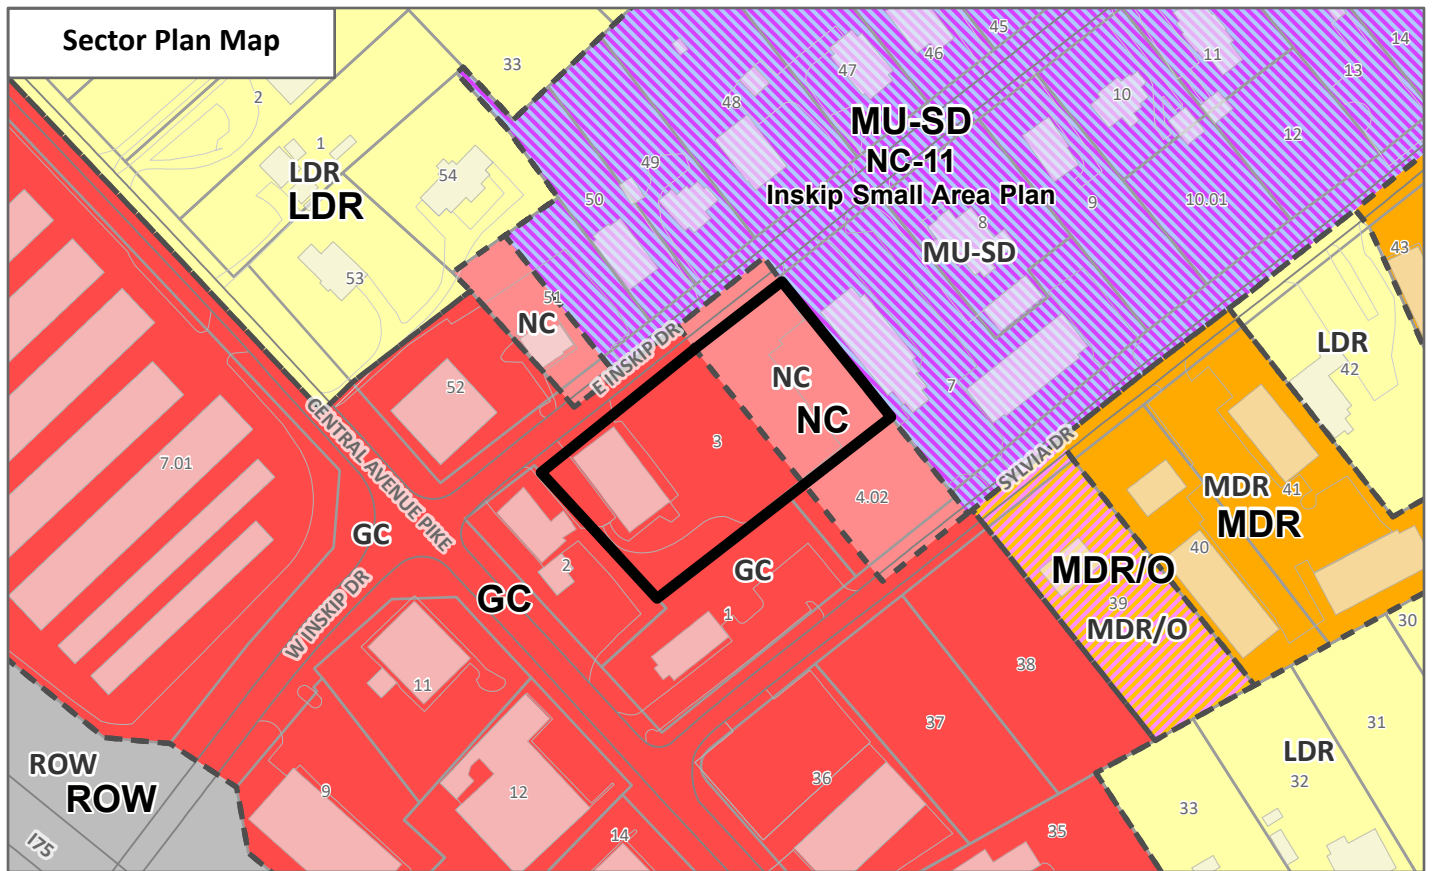 Sector Plan Map
33
45
46
47
48
49
50
14
11
13
10
12
2
1
LDR
LDR
54
53
MU-SD
NC-11
Inskip Small Area Plan
9
10.01
8
MU-SD
43
51
NC
E INSKIP DR
52
NC
NC
7
LDR
42
CENTRAL AVENUE PIKE
7.01
3
4.02
SYLVIA DR
GC
MDR
41
MDR
40
2
GC
GC
MDR/O
39
MDR/O
W INSKIP DR
1
30
11
38
37
31
ROW
ROW
I75
9
12
36
LDR
32
33
14
35